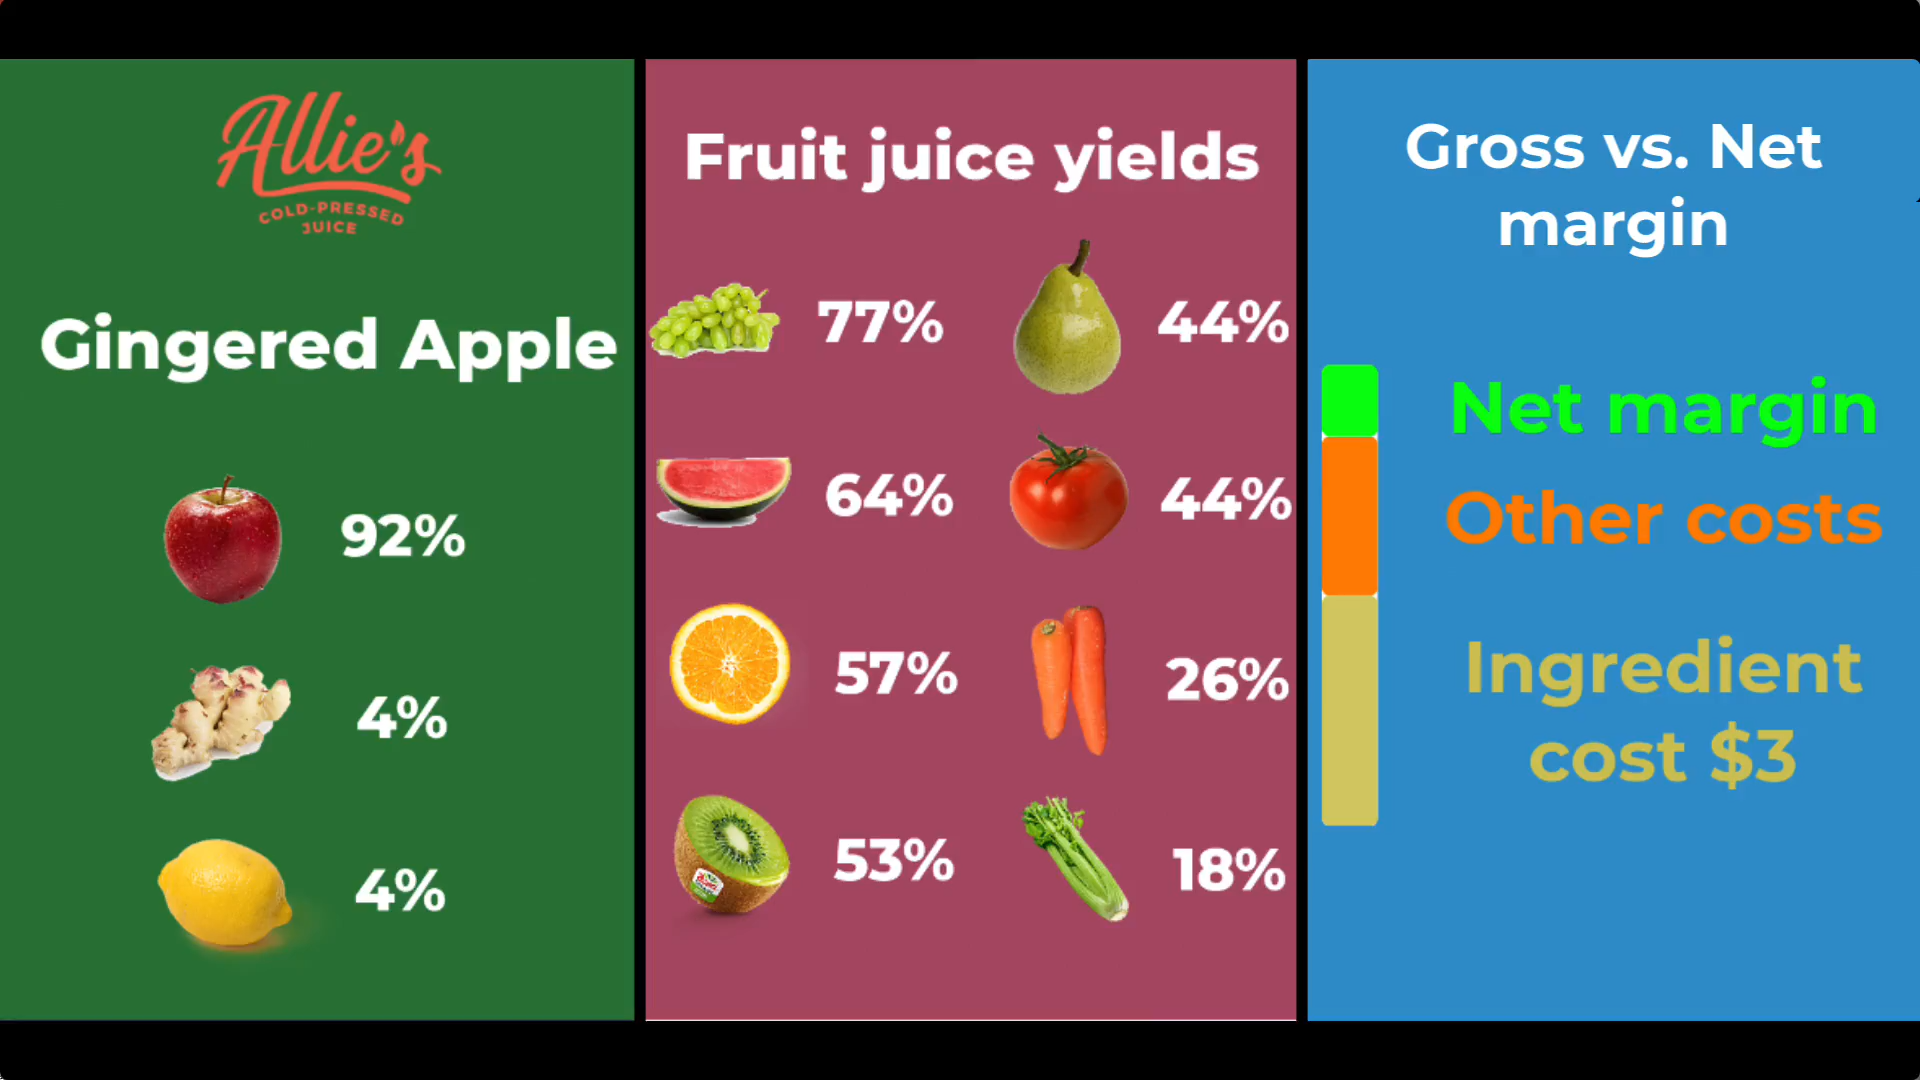 Allie's
COLD-PRESSED
JUICE
Gingered Apple
92%
4%
4%
Fruit juice yields
77%
44%
64%
44%
57%
26%
53%
18%
Gross vs. Net
margin
Net margin
Other costs
Ingredient
cost $3